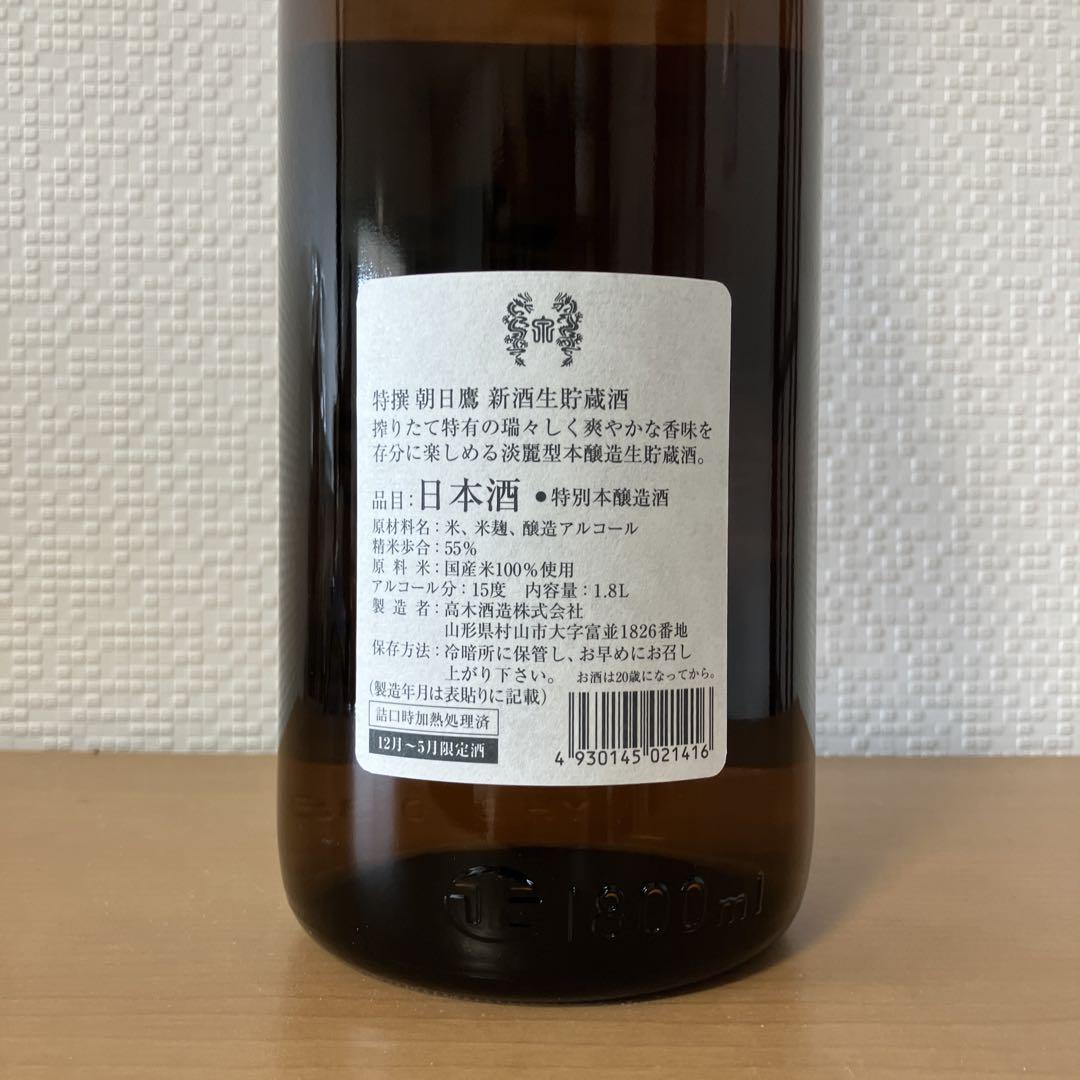 特撰 朝日鷹 新酒生貯蔵酒
搾りたて特有の瑞々しく爽やかな香味を
存分に楽しめる淡麗型本醸造生貯蔵酒。
品目:日本酒 ●特別本醸造酒
原材料名:米、米麹、醸造アルコール
精米歩合:55%
原料米:国産米100%使用
アルコール分:15度 内容量:1.8L
製造者:高木酒造株式会社
山形県村山市大字富並1826番地
保存方法:冷暗所に保管し、お早めにお召し
上がり下さい。 お酒は20歳になってから。
(製造年月は表貼りに記載)
詰口時加熱処理済
12月〜5月限定酒
4 930145 021416
1800ml